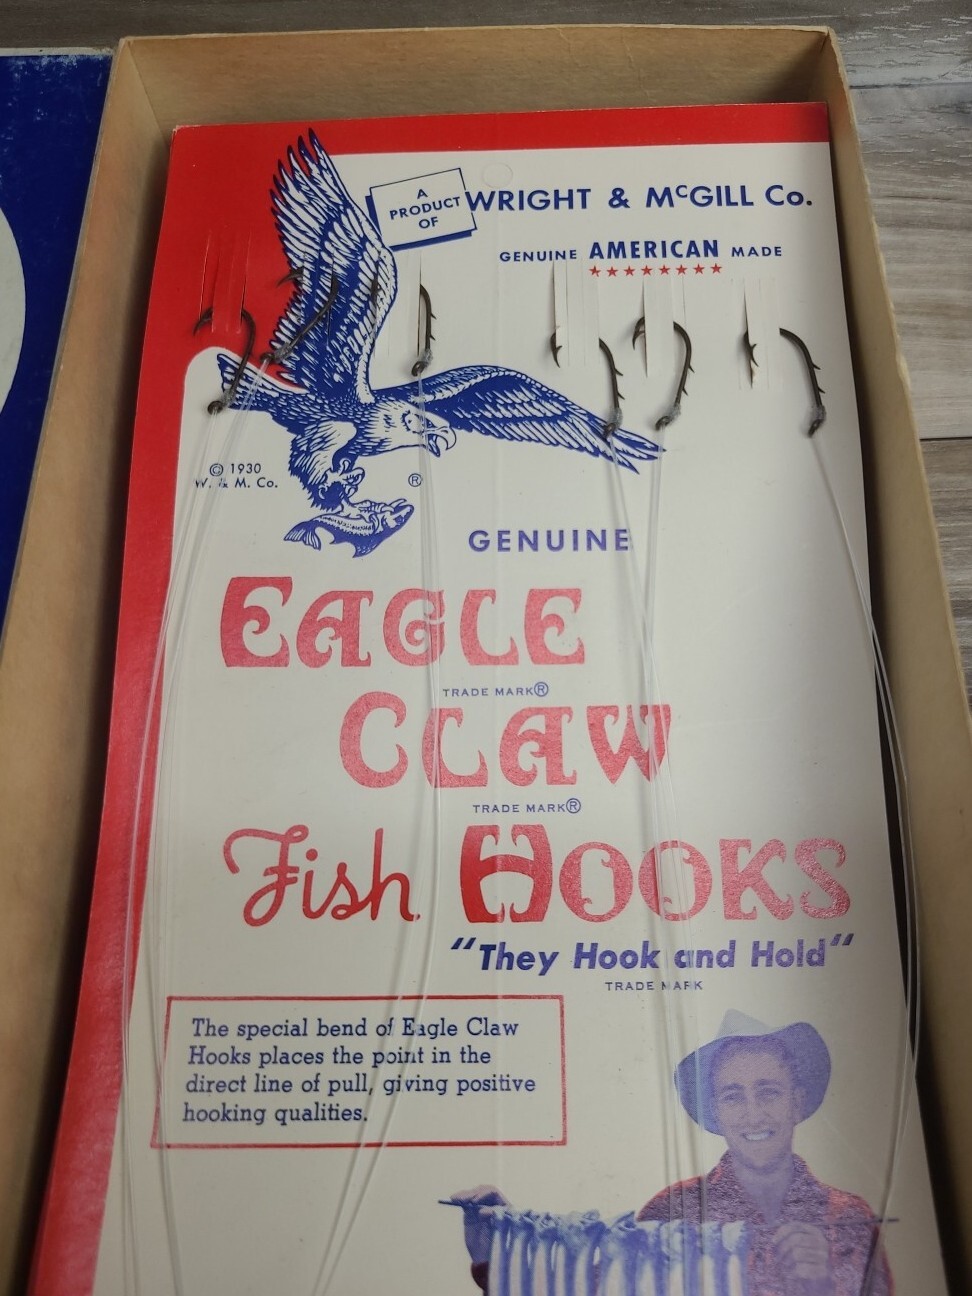 A
PRODUCT
OF
WRIGHT & McGILL Co.
GENUINE AMERICAN MADE
© 1930
W. & M. Co.
®
GENUINE
EAGLE
TRADE MARK®
CLAW
TRADE MARK®
Fish HOOKS
"They Hook and Hold"
TRADE MARK
The special bend of Eagle Claw
Hooks places the point in the
direct line of pull, giving positive
hooking qualities.